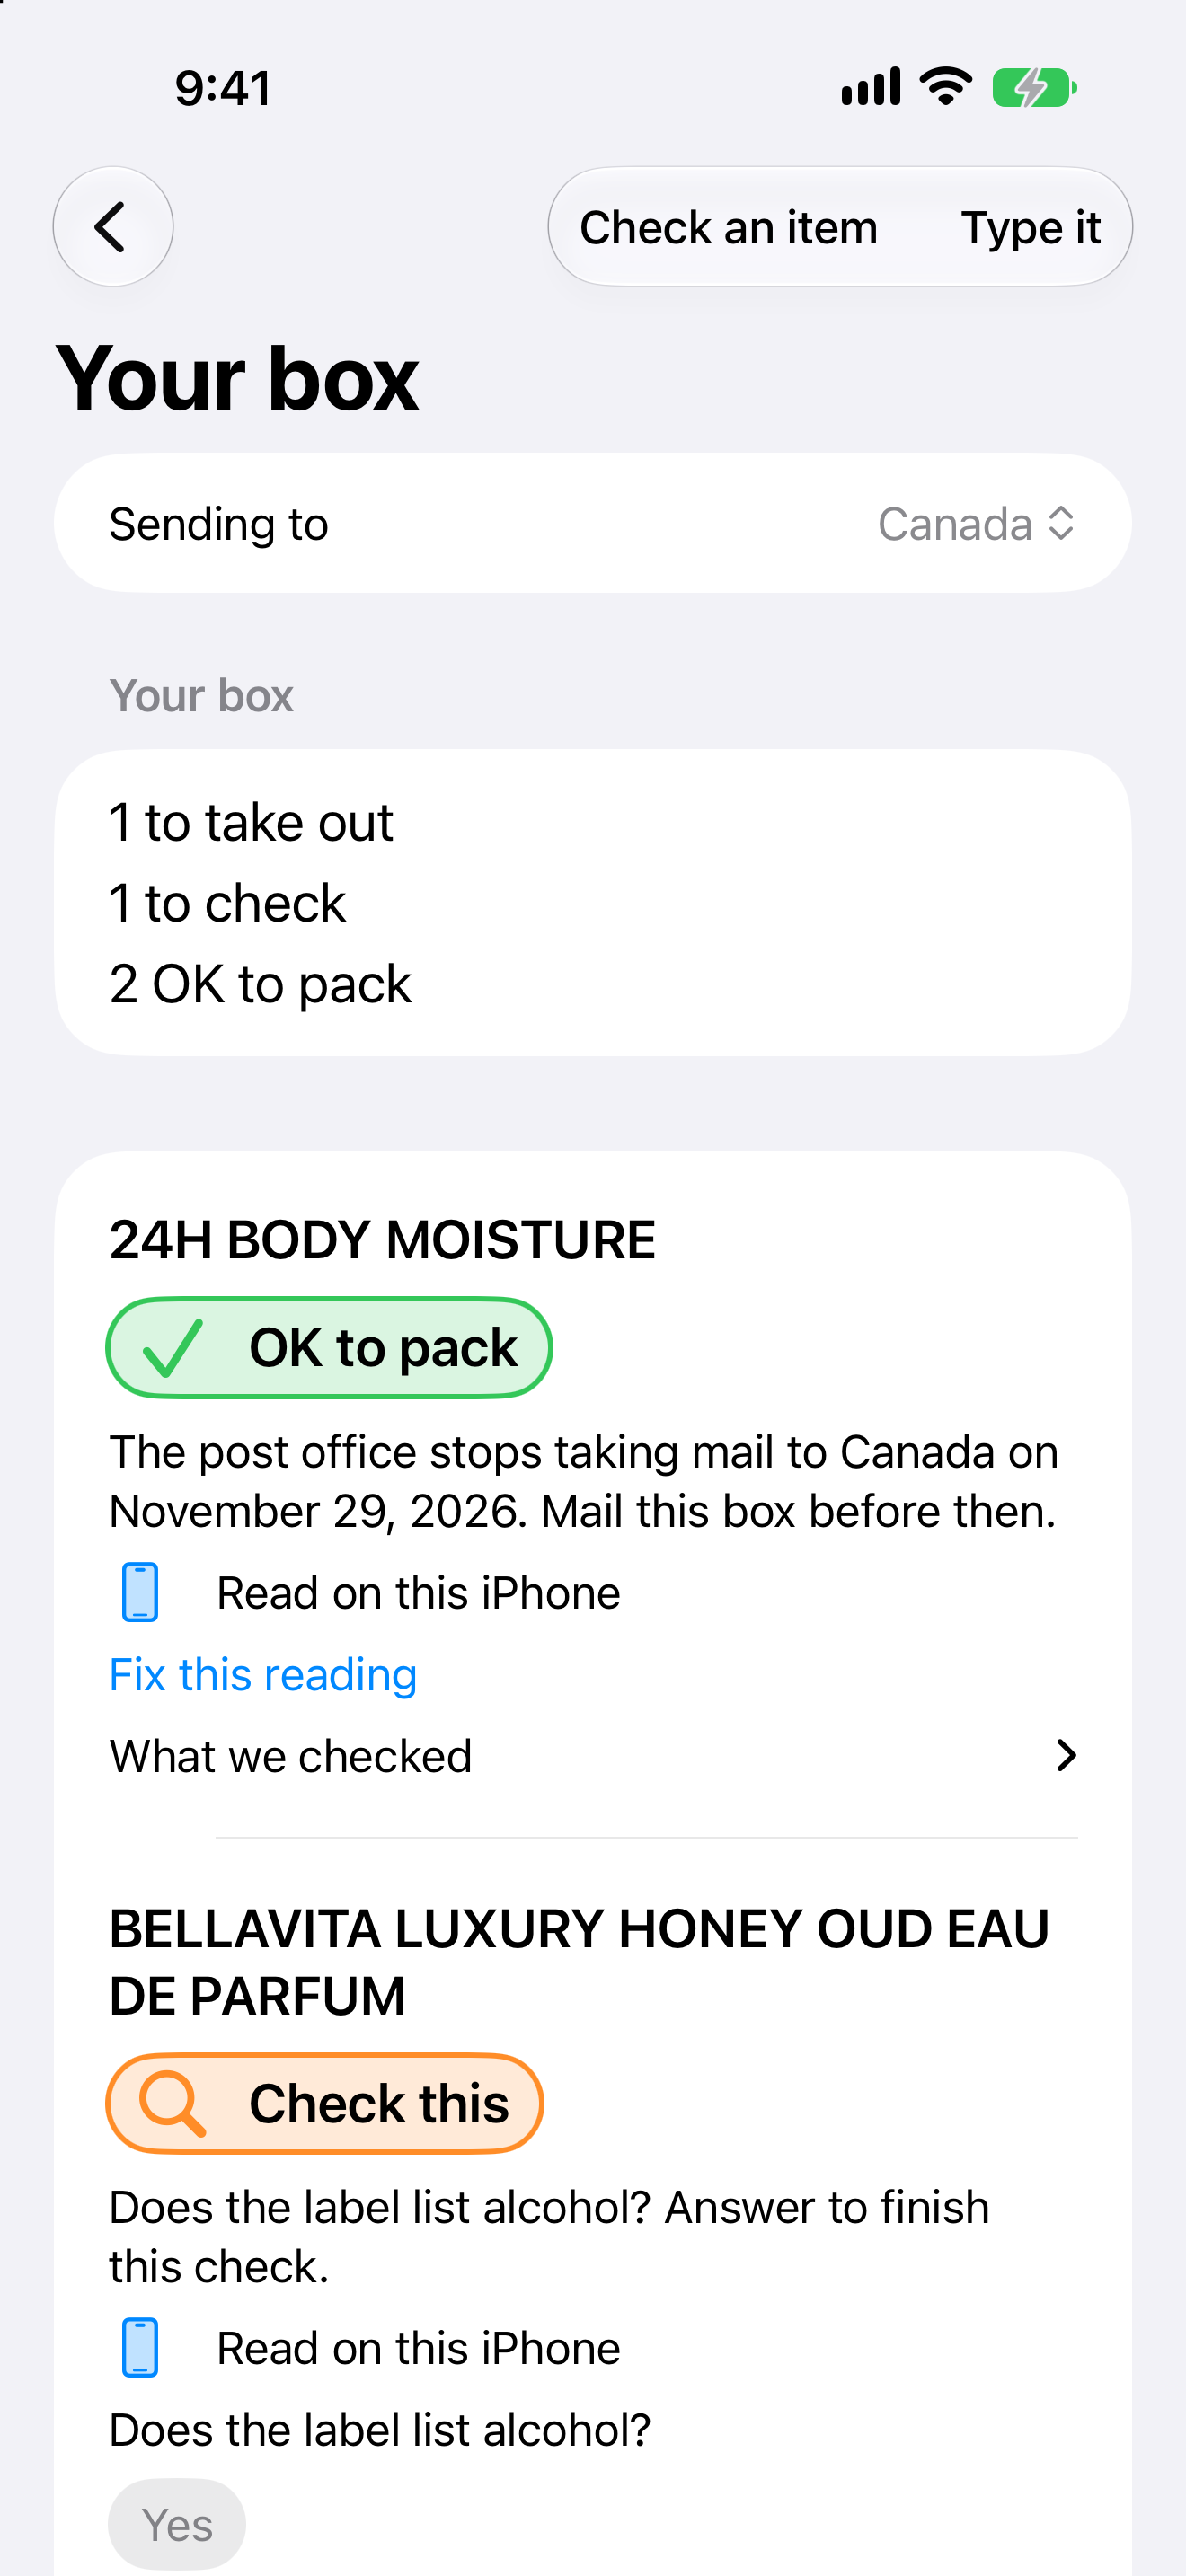 9:41
Check an item
Type it
Your box
Sending to
Canada
Your box
1 to take out
1 to check
2 OK to pack
24H BODY MOISTURE
OK to pack
The post office stops taking mail to Canada on
November 29, 2026. Mail this box before then.
Read on this iPhone
Fix this reading
What we checked
BELLAVITA LUXURY HONEY OUD EAU
DE PARFUM
Check this
Does the label list alcohol? Answer to finish
this check.
Read on this iPhone
Does the label list alcohol?
Yes